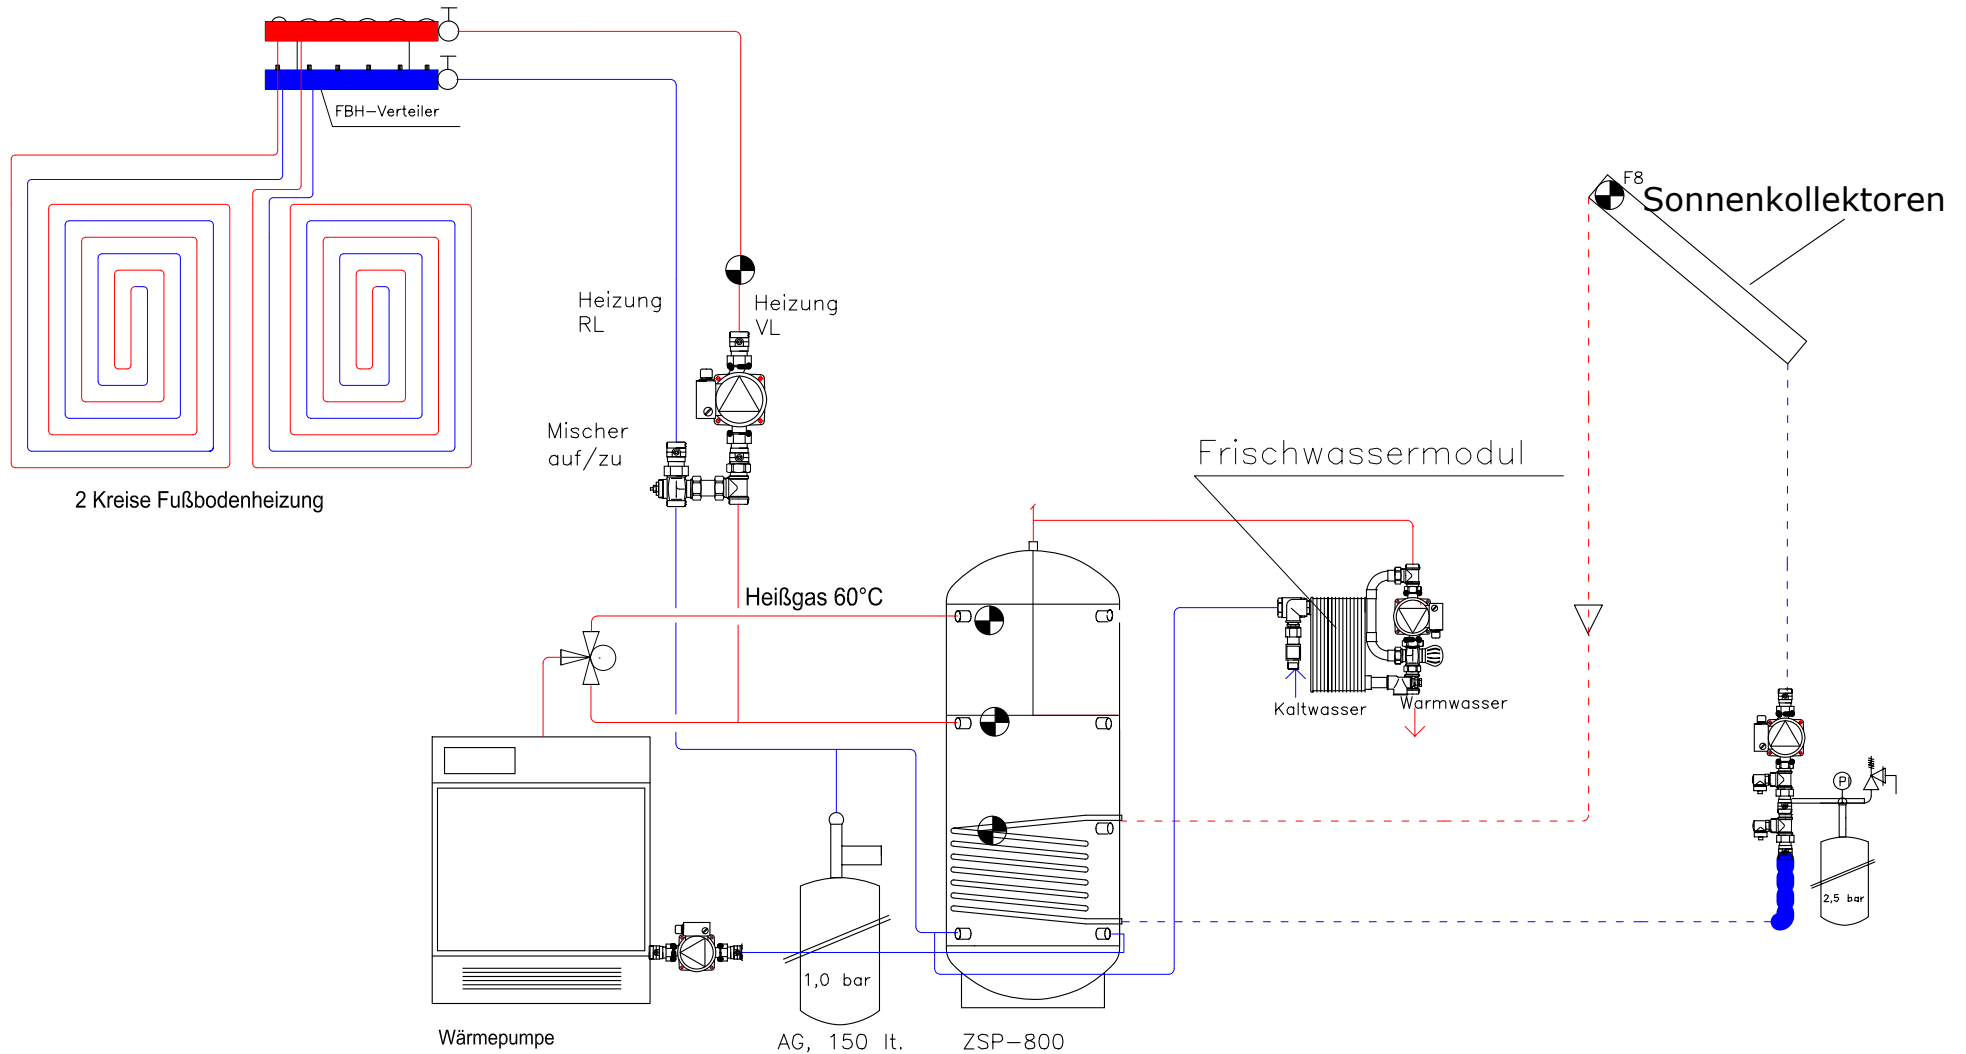 FBH-Verteiler
F8
Sonnenkollektoren
Heizung
RL
Heizung
VL
Mischer
auf/zu
Frischwassermodul
2 Kreise Fußbodenheizung
Heißgas 60°C
Kaltwasser
Warmwasser
P
2,5 bar
1,0 bar
Wärmepumpe
AG, 150 lt.
ZSP-800